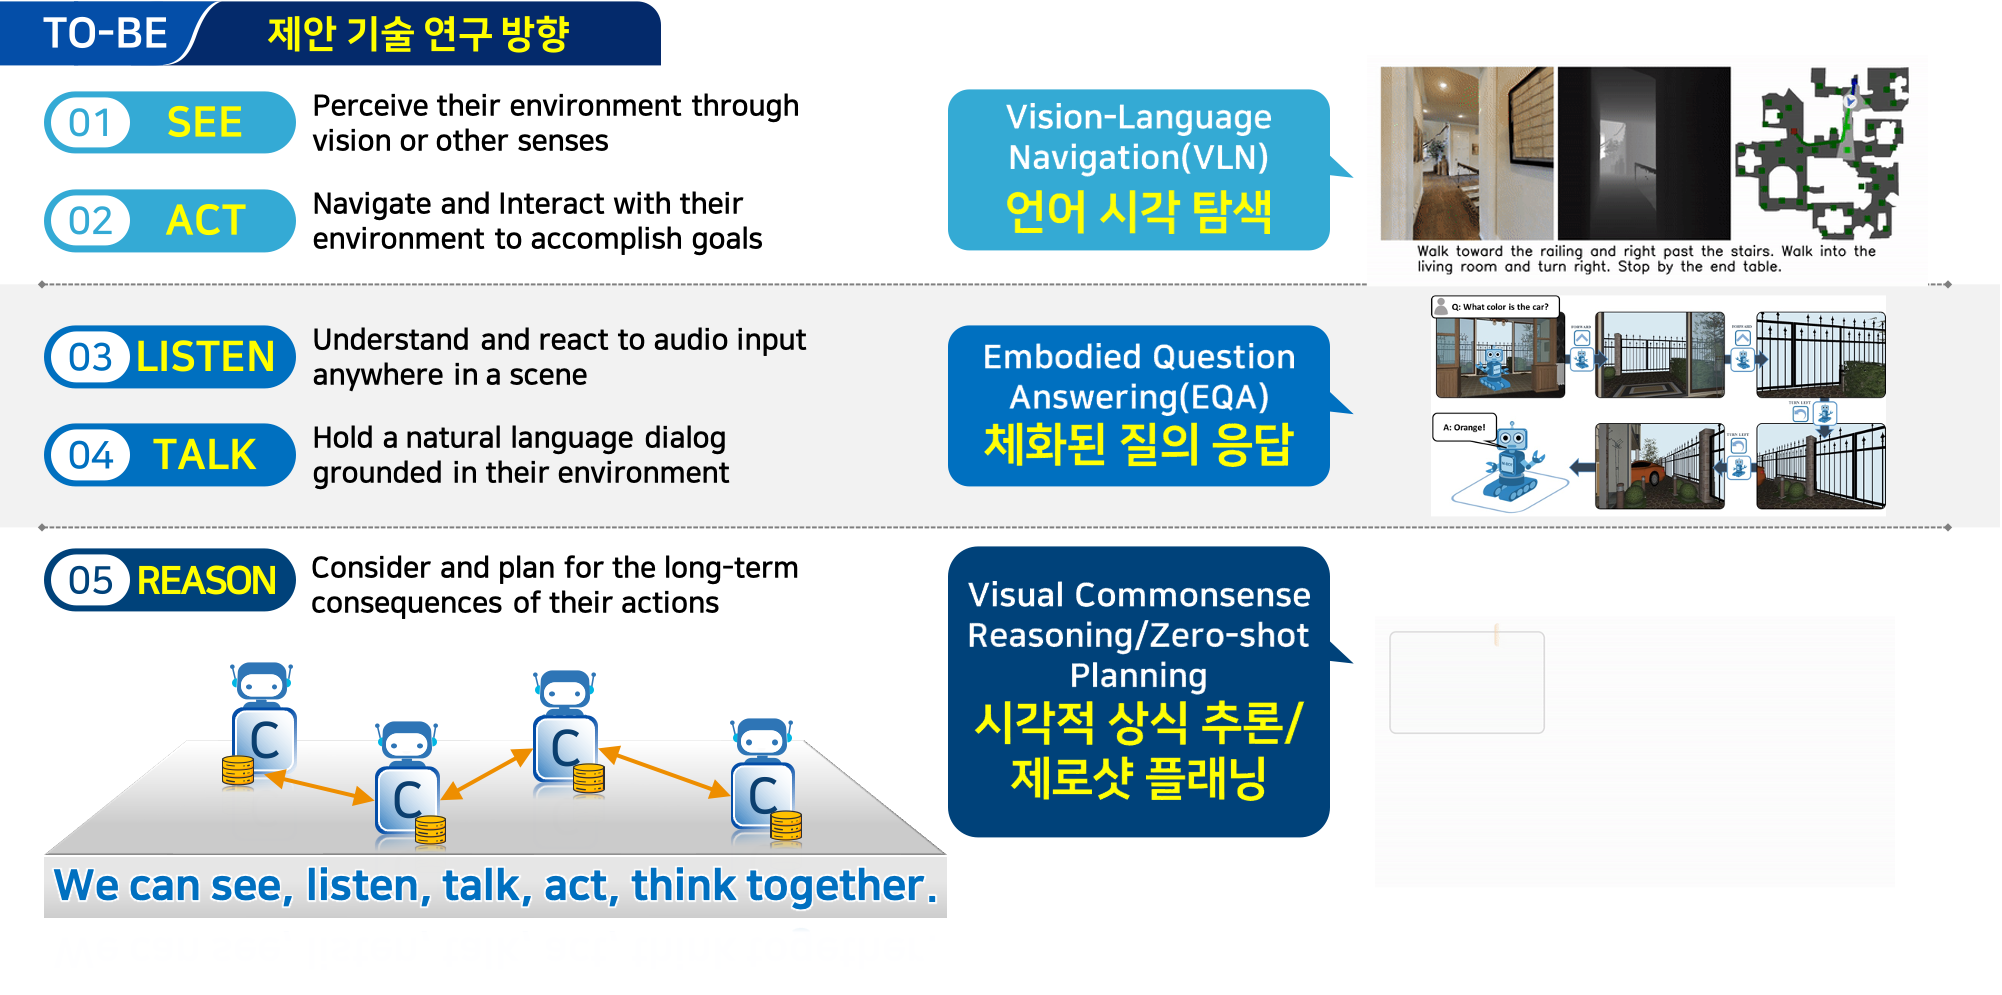 TO-BE
제안 기술 연구 방향
01 SEE
Perceive their environment through
vision or other senses
02 ACT
Navigate and Interact with their
environment to accomplish goals
Vision-Language
Navigation(VLN)
언어 시각 탐색
Walk toward the railing and right past the stairs. Walk into the
living room and turn right. Stop by the end table.
03 LISTEN
Understand and react to audio input
anywhere in a scene
04 TALK
Hold a natural language dialog
grounded in their environment
Embodied Question
Answering(EQA)
체화된 질의 응답
Q: What color is the car?
FORWARD
FORWARD
TURN LEFT
TURN LEFT
A: Orange!
05 REASON
Consider and plan for the long-term
consequences of their actions
Visual Commonsense
Reasoning/Zero-shot
Planning
시각적 상식 추론/
제로샷 플래닝
C
C
C
C
We can see, listen, talk, act, think together.